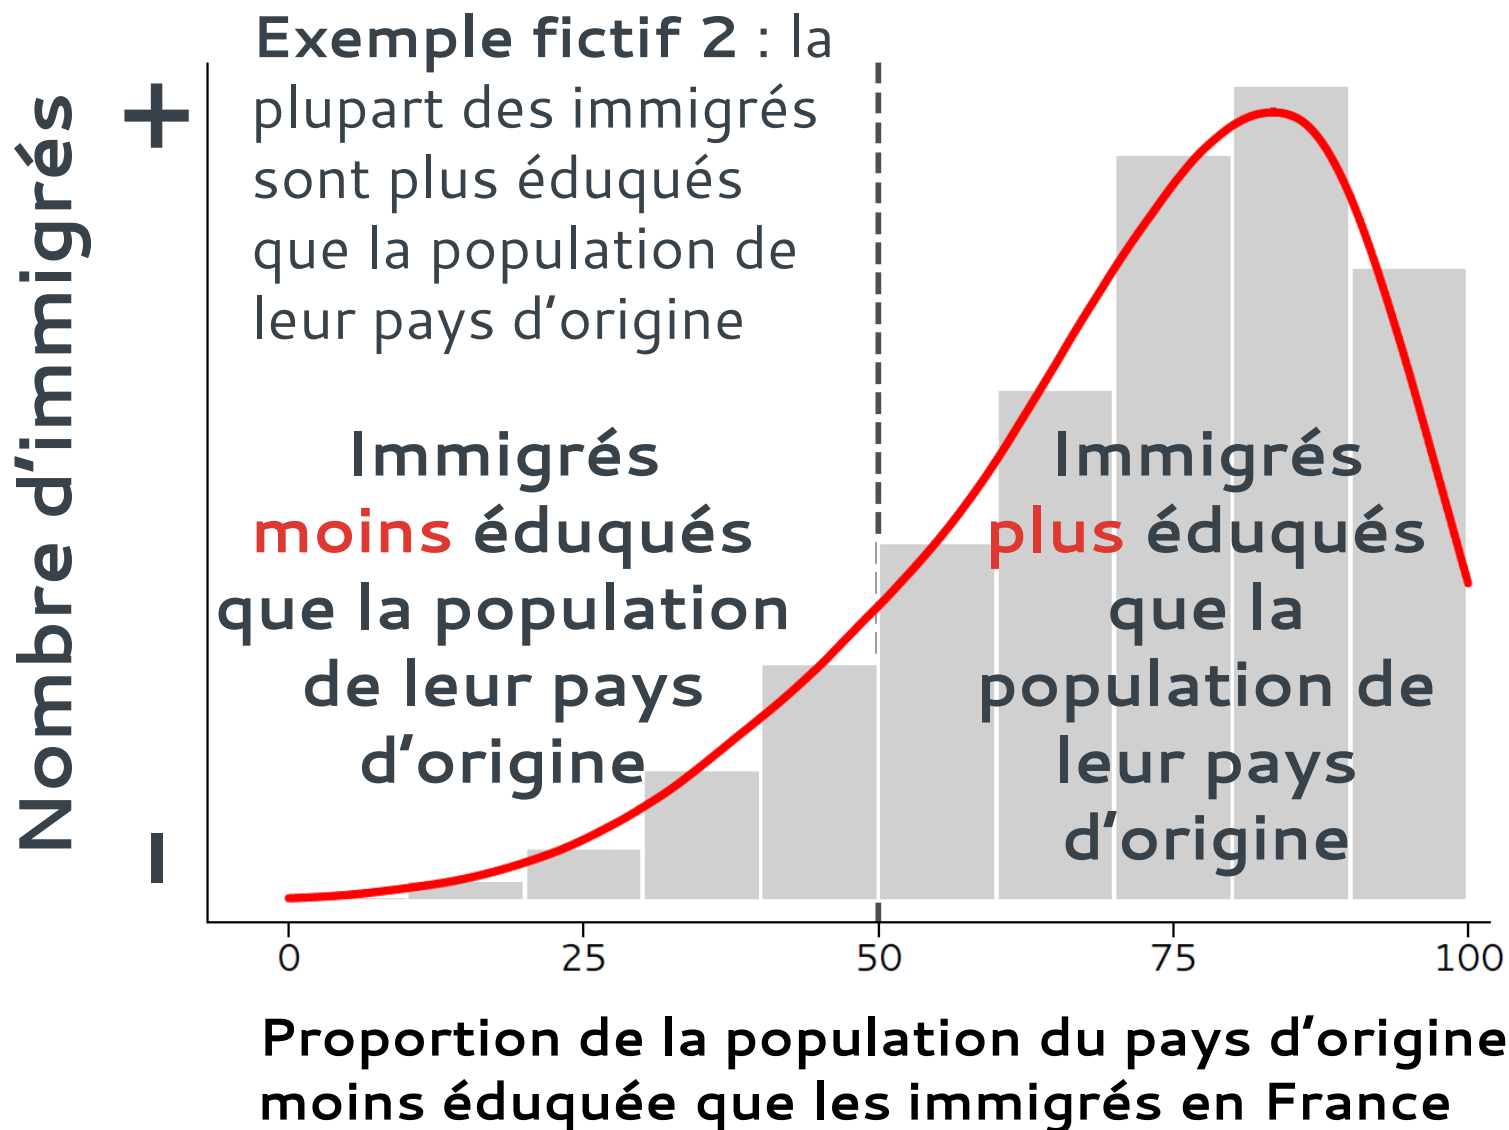 Exemple fictif 2 : la
plupart des immigrés
sont plus éduqués
que la population de
leur pays d’origine
Nombre d’immigrés
+
-
Immigrés
moins éduqués
que la population
de leur pays
d’origine
Immigrés
plus éduqués
que la
population de
leur pays
d’origine
0 25 50 75 100
Proportion de la population du pays d’origine
moins éduquée que les immigrés en France